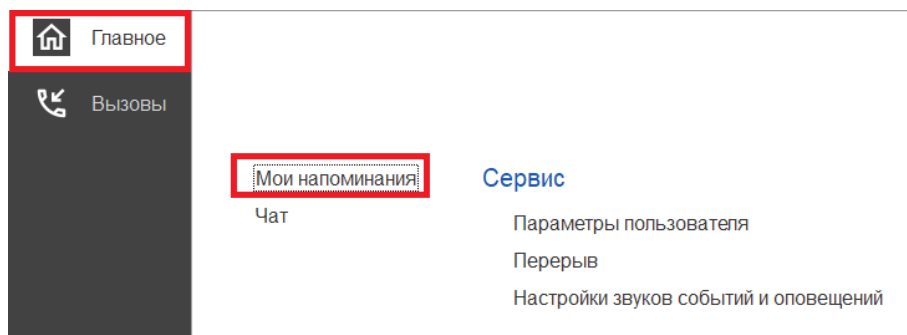 Главное
Вызовы
Мои напоминания
Чат
Сервис
Параметры пользователя
Перерыв
Настройки звуков событий и оповещений